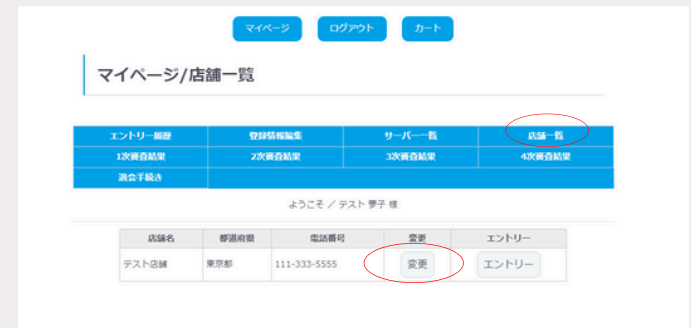 マイページ ログアウト カート
マイページ/店舗一覧
エントリー履歴 登録情報編集 サーバー一覧 店舗一覧
1次審査結果 2次審査結果 3次審査結果 4次審査結果
退会手続き
ようこそ / テスト 夢子 様
店舗名 都道府県 電話番号 変更 エントリー
テスト店舗 東京都 111-333-5555 変更 エントリー